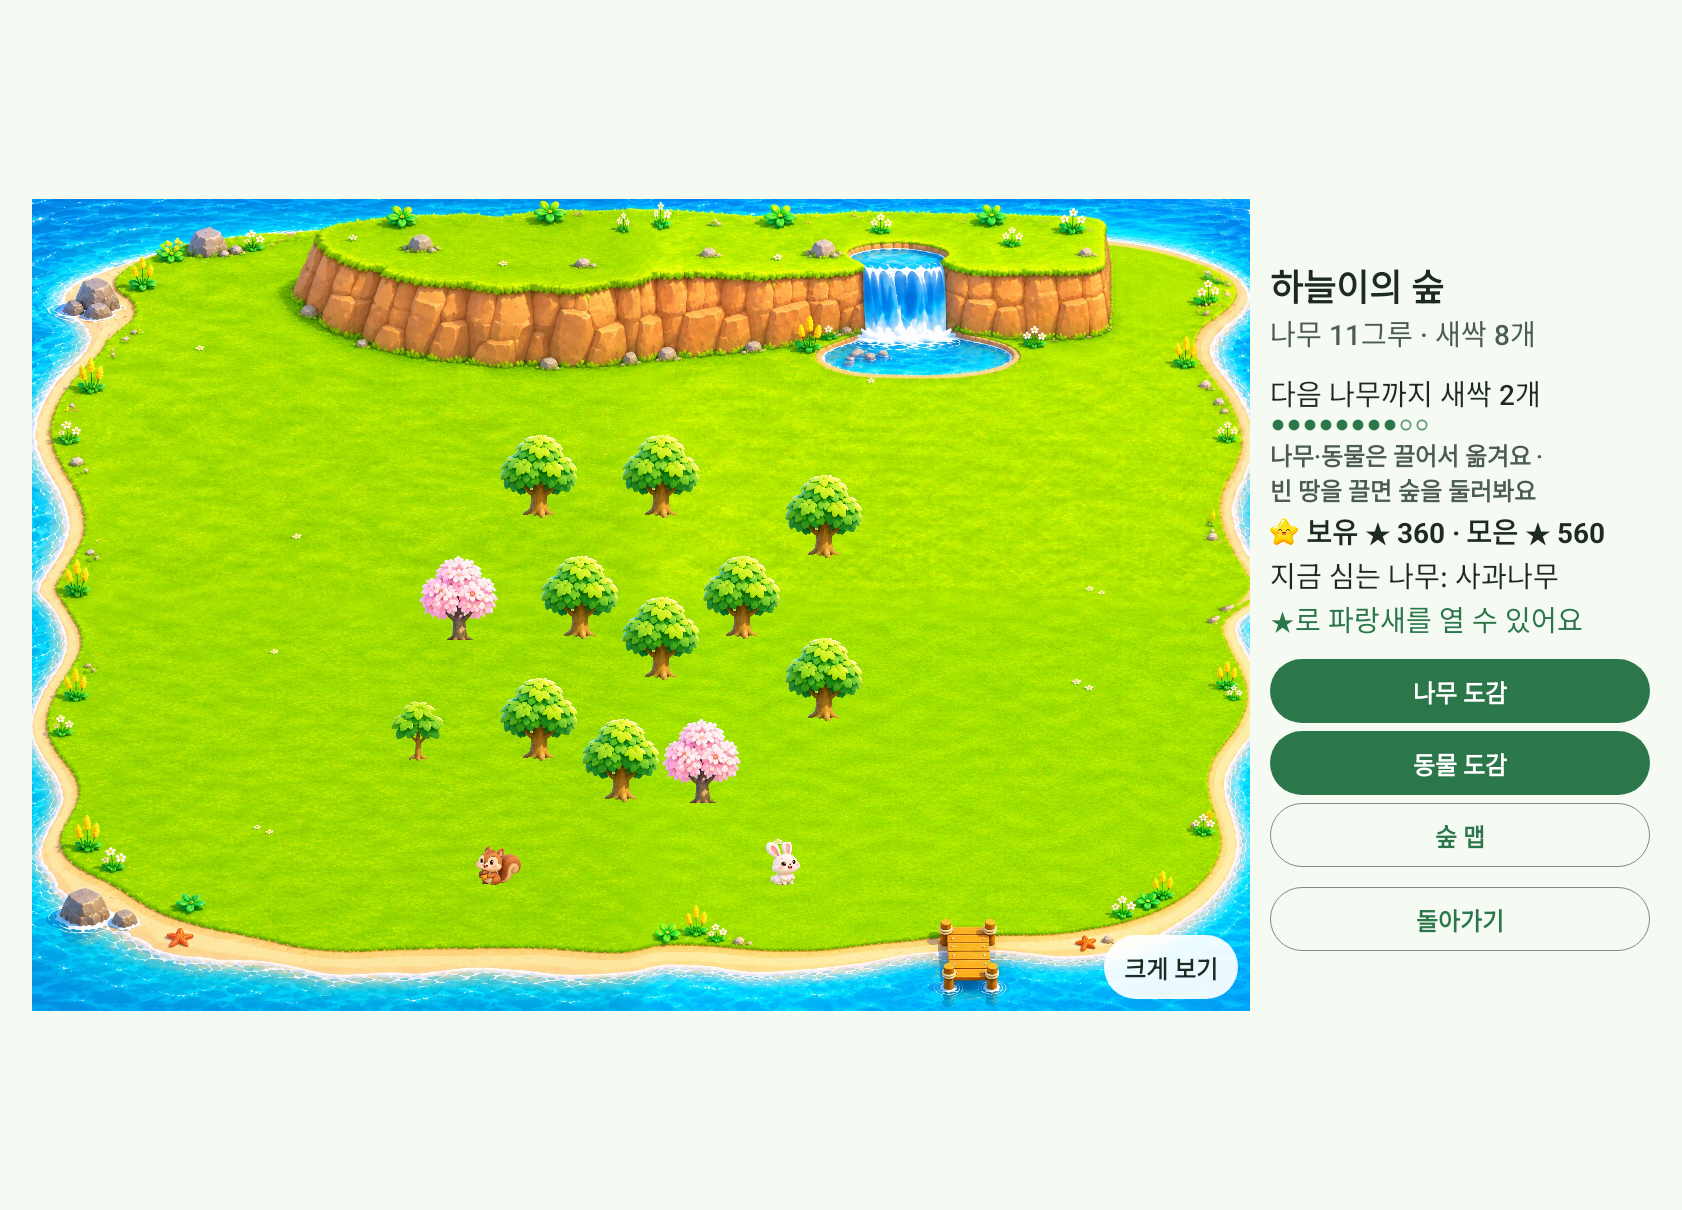 하늘이의 숲
나무 11그루 · 새싹 8개
다음 나무까지 새싹 2개
나무·동물은 끌어서 옮겨요 ·
빈 땅을 끌면 숲을 둘러봐요
보유 ★ 360 · 모은 ★ 560
지금 심는 나무: 사과나무
★로 파랑새를 열 수 있어요
나무 도감
동물 도감
숲 맵
돌아가기
크게 보기